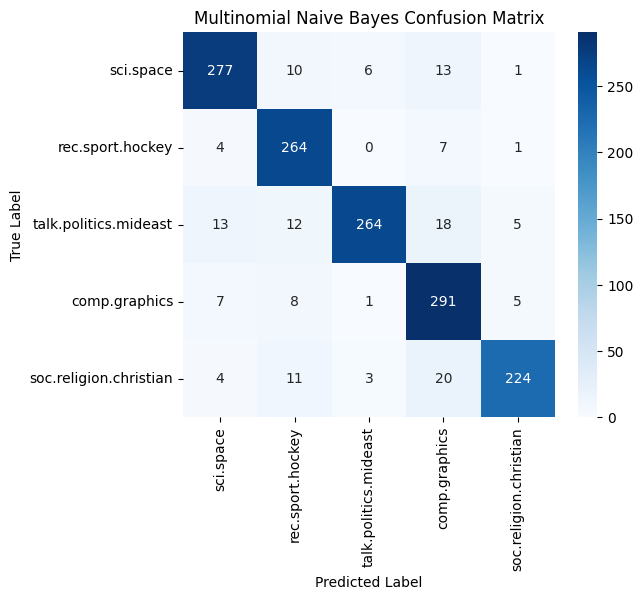 Multinomial Naive Bayes Confusion Matrix
True Label
sci.space 277 10 6 13 1
rec.sport.hockey 4 264 0 7 1
talk.politics.mideast 13 12 264 18 5
comp.graphics 7 8 1 291 5
soc.religion.christian 4 11 3 20 224
sci.space
rec.sport.hockey
talk.politics.mideast
comp.graphics
soc.religion.christian
Predicted Label
250
200
150
100
50
0